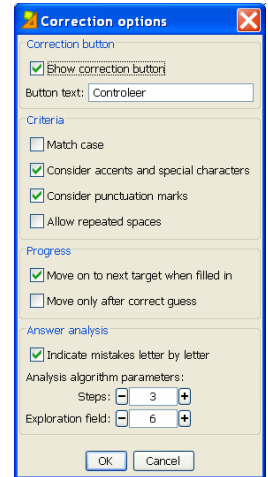 Correction options
Correction button
Show correction button
Button text: Controleer
Criteria
Match case
Consider accents and special characters
Consider punctuation marks
Allow repeated spaces
Progress
Move on to next target when filled in
Move only after correct guess
Answer analysis
Indicate mistakes letter by letter
Analysis algorithm parameters:
Steps: - 3 +
Exploration field: - 6 +
OK Cancel